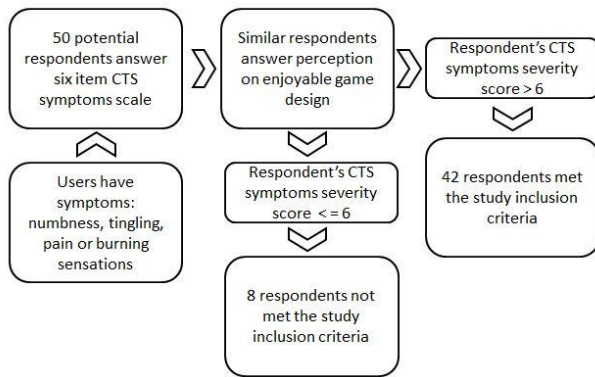 50 potential
respondents answer
six item CTS
symptoms scale
Similar respondents
answer perception
on enjoyable game
design
Respondent's CTS
symptoms severity
score > 6
Users have
symptoms:
numbness, tingling,
pain or burning
sensations
Respondent's CTS
symptoms severity
score < = 6
42 respondents met
the study inclusion
criteria
8 respondents not
met the study
inclusion criteria